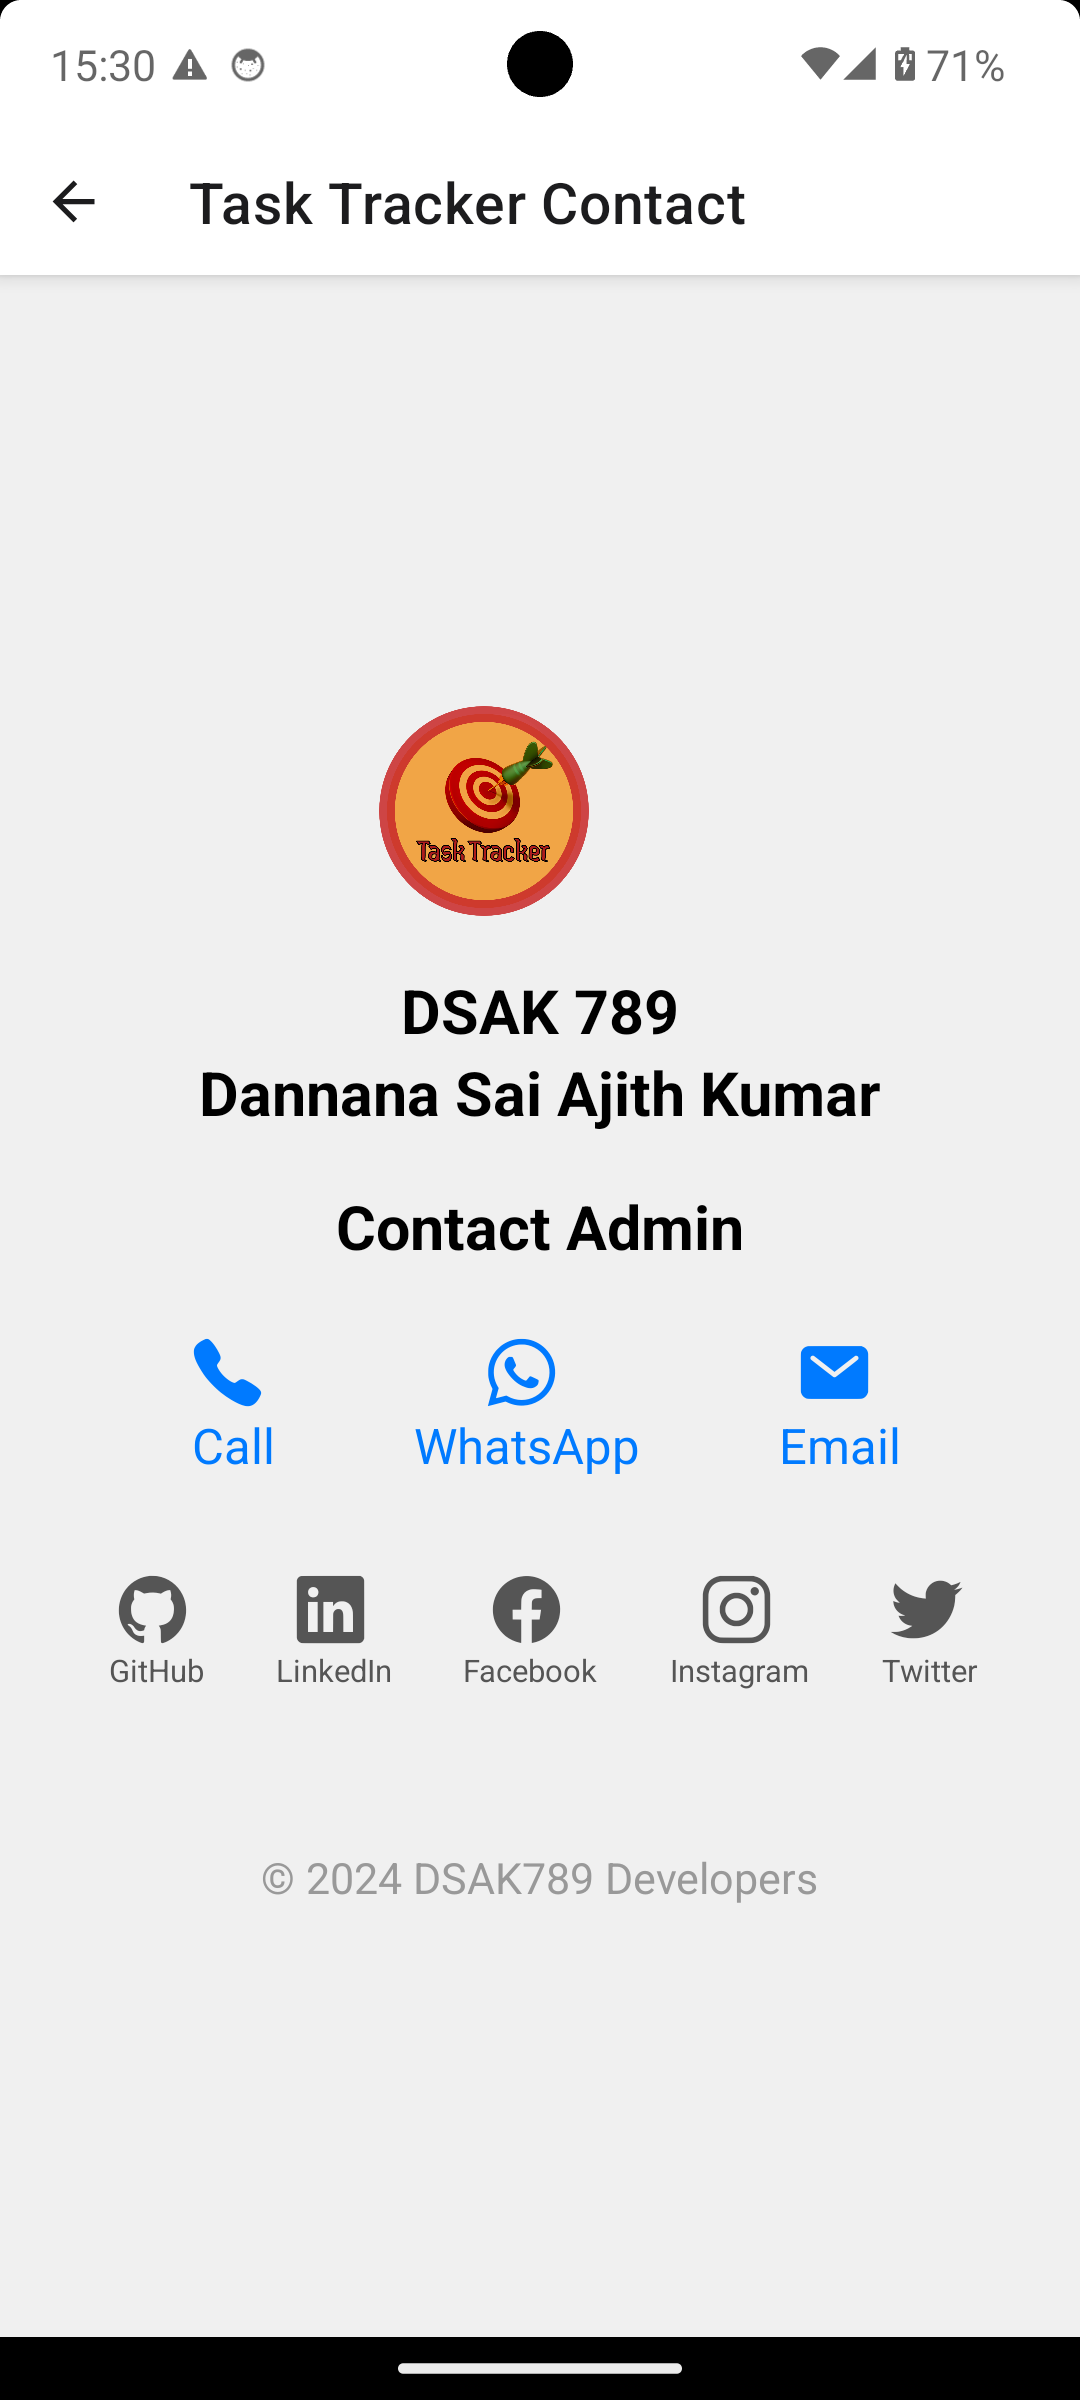 15:30
71%
Task Tracker Contact
Task Tracker
DSAK 789
Dannana Sai Ajith Kumar
Contact Admin
Call WhatsApp Email
GitHub LinkedIn Facebook Instagram Twitter
© 2024 DSAK789 Developers